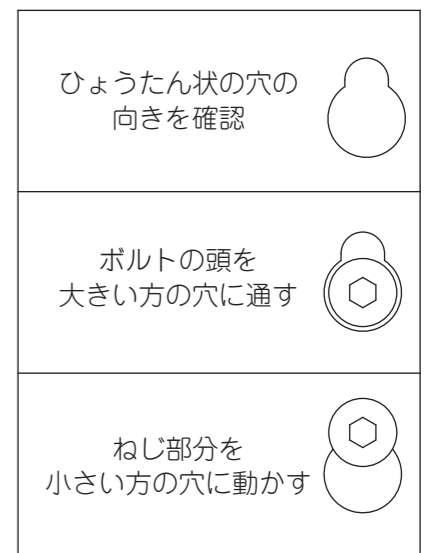 ひょうたん状の穴の
向きを確認
ボルトの頭を
大きい方の穴に通す
ねじ部分を
小さい方の穴に動かす